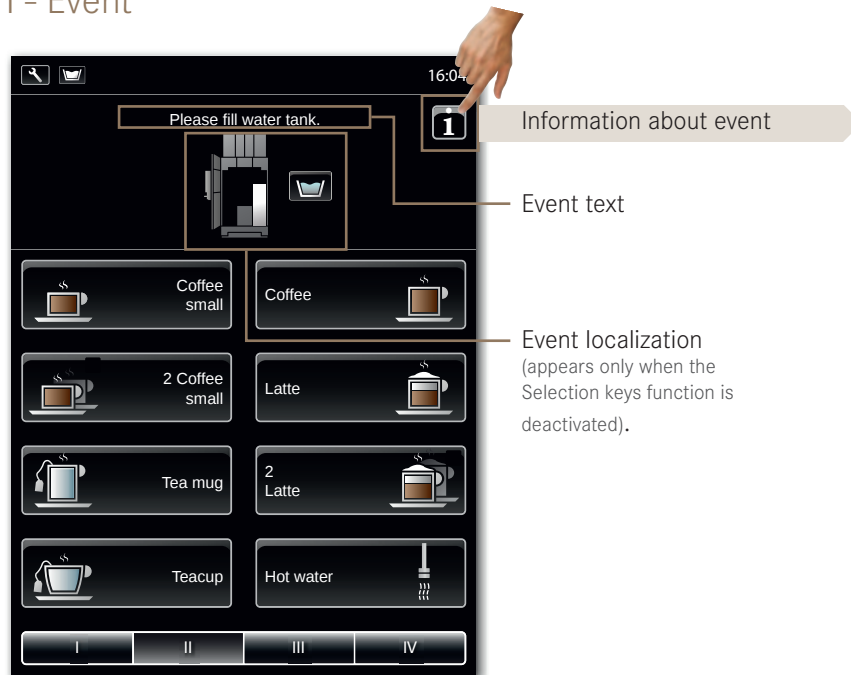 - Event
16:04
Please fill water tank.
i
Information about event
Event text
Coffee
small
Coffee
Event localization
(appears only when the
Selection keys function is
deactivated).
2 Coffee
small
Latte
Tea mug
2
Latte
Teacup
Hot water
I
II
III
IV